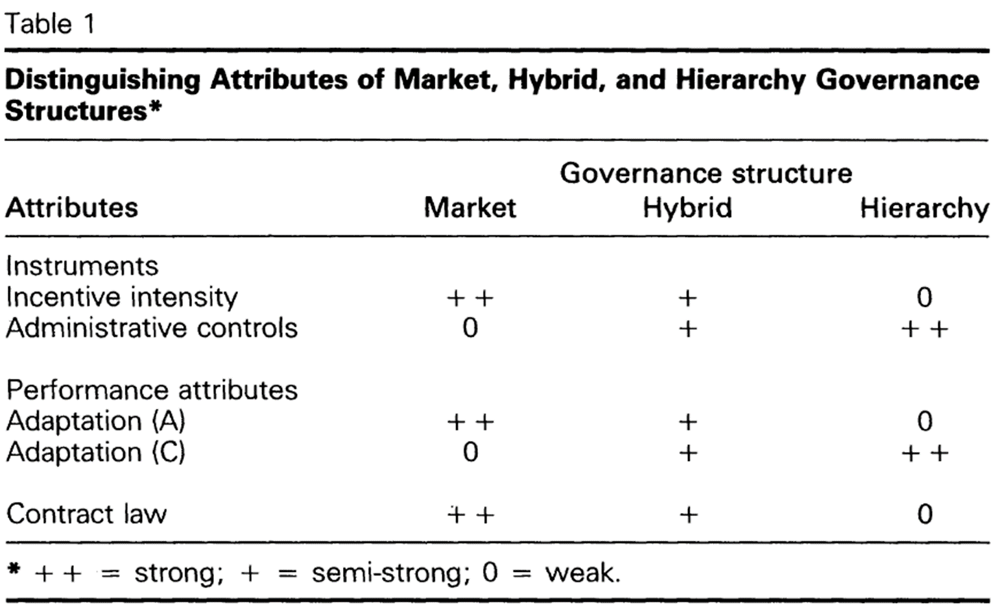 Table 1
Distinguishing Attributes of Market, Hybrid, and Hierarchy Governance
Structures*
Governance structure
Attributes Market Hybrid Hierarchy
Instruments
Incentive intensity + + + 0
Administrative controls 0 + + +
Performance attributes
Adaptation (A) + + + 0
Adaptation (C) 0 + + +
Contract law + + + 0
* + + = strong; + = semi-strong; 0 = weak.